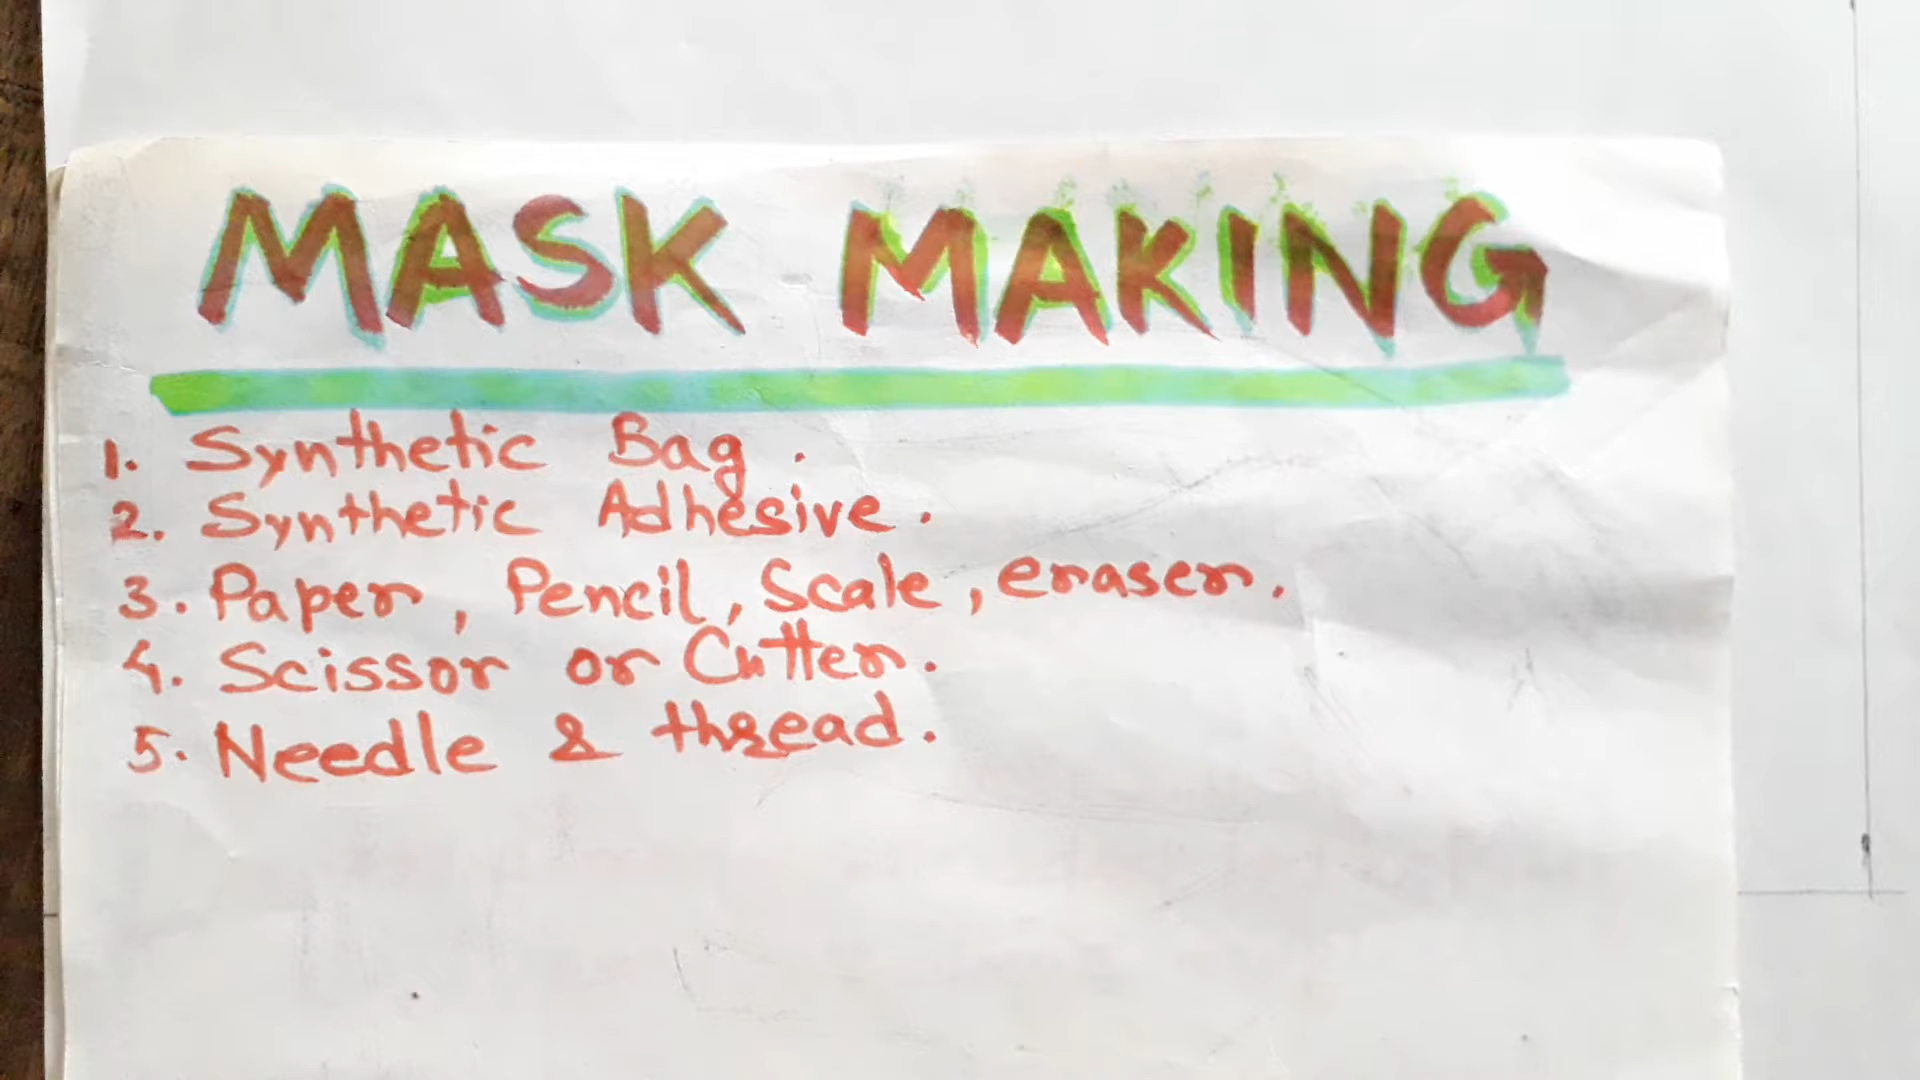 MASK MAKING
1. Synthetic Bag.
2. Synthetic Adhesive.
3. Paper, Pencil, Scale, eraser.
4. Scissor or Cutter.
5. Needle & thread.